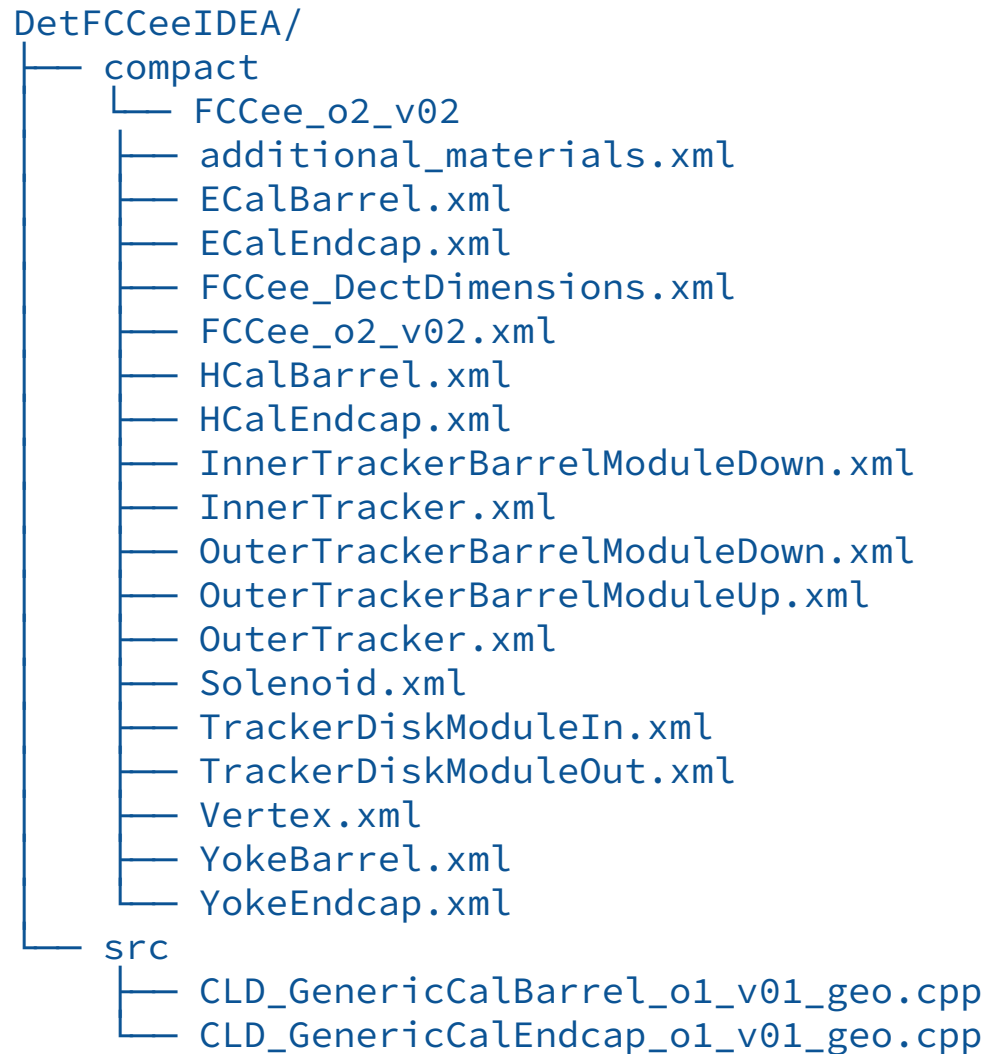 DetFCCeeIDEA/
├── compact
│   └── FCCee_o2_v02
│       ├── additional_materials.xml
│       ├── ECalBarrel.xml
│       ├── ECalEndcap.xml
│       ├── FCCee_DectDimensions.xml
│       ├── FCCee_o2_v02.xml
│       ├── HCalBarrel.xml
│       ├── HCalEndcap.xml
│       ├── InnerTrackerBarrelModuleDown.xml
│       ├── InnerTracker.xml
│       ├── OuterTrackerBarrelModuleDown.xml
│       ├── OuterTrackerBarrelModuleUp.xml
│       ├── OuterTracker.xml
│       ├── Solenoid.xml
│       ├── TrackerDiskModuleIn.xml
│       ├── TrackerDiskModuleOut.xml
│       ├── Vertex.xml
│       ├── YokeBarrel.xml
│       └── YokeEndcap.xml
└── src
    ├── CLD_GenericCalBarrel_o1_v01_geo.cpp
    └── CLD_GenericCalEndcap_o1_v01_geo.cpp